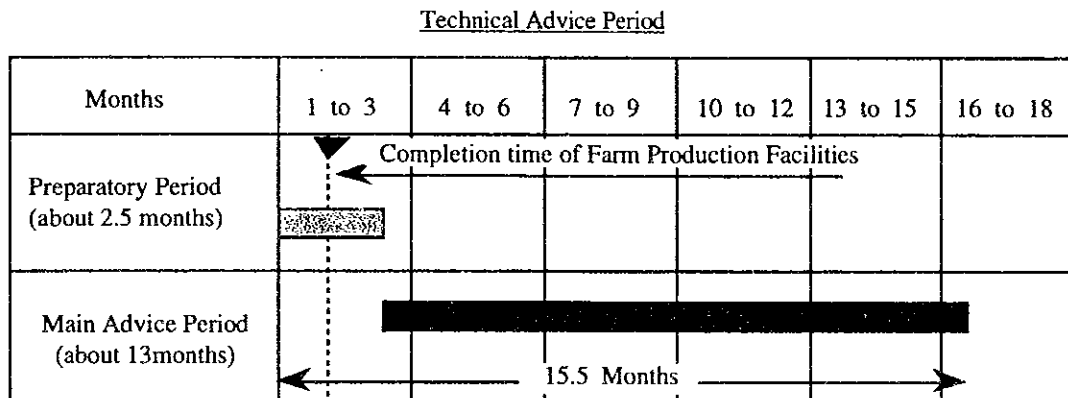 Technical Advice Period
Months
1 to 3
4 to 6
7 to 9
10 to 12
13 to 15
16 to 18
Completion time of Farm Production Facilities
Preparatory Period
(about 2.5 months)
Main Advice Period
(about 13months)
15.5 Months